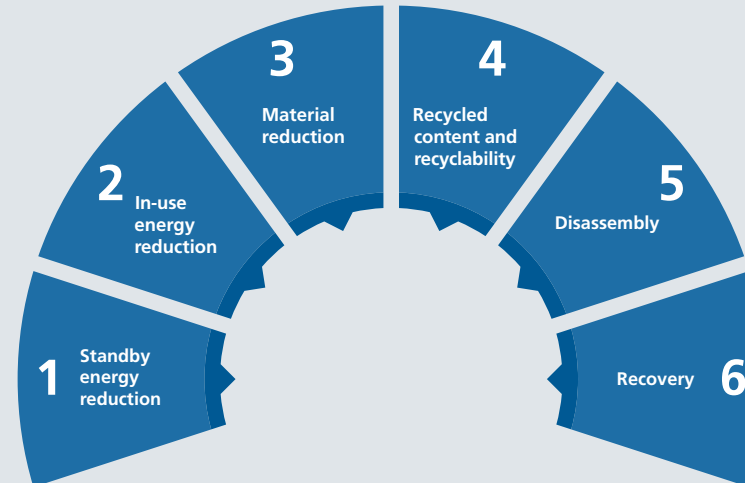 1
Standby
energy
reduction
2
In-use
energy
reduction
3
Material
reduction
4
Recycled
content and
recyclability
5
Disassembly
6
Recovery